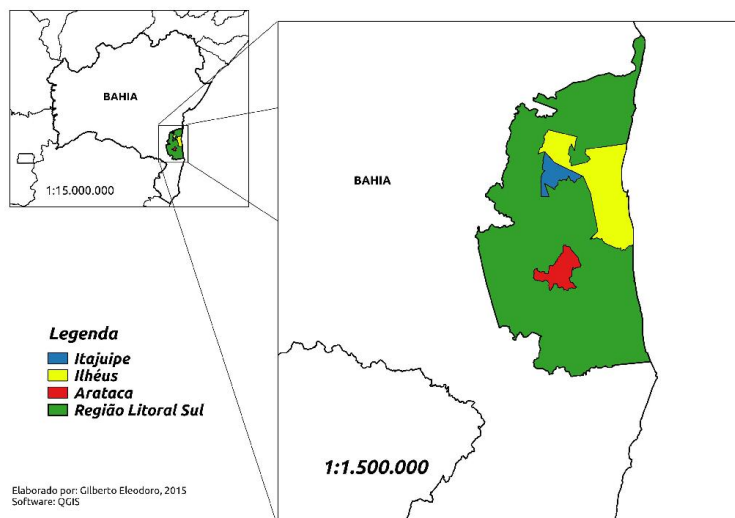 BAHIA
1:15.000.000
BAHIA
Legenda
Itajuipe
Ilhéus
Arataca
Região Litoral Sul
1:1.500.000
Elaborado por: Gilberto Eleodoro, 2015
Software: QGIS